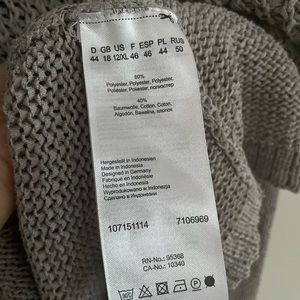 D GB US F ESP PL RUS
44 18 12/XL 46 46 44 50
60%
Polyester, Polyester, Polyester,
Poliéster, Poliester, полиэстер
40%
Baumwolle, Cotton, Coton,
Algodón, Bawełna, хлопок
Hergestellt in Indonesien
Made in Indonesia
Designed in Germany
Fabriqué en Indonésie
Hecho en Indonesia
Wyprodukowano w Indonezji
Сделано в Индонезии
107151114 7106969
RN-No.: 95368
CA-No.: 10340